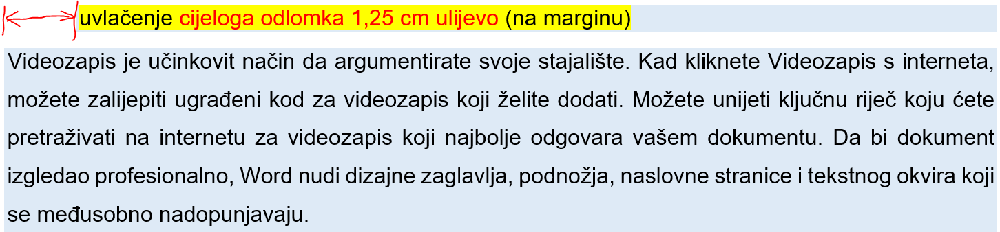 uvlačenje cijeloga odlomka 1,25 cm ulijevo (na marginu)
Videozapis je učinkovit način da argumentirate svoje stajalište. Kad kliknete Videozapis s interneta,
možete zalijepiti ugrađeni kod za videozapis koji želite dodati. Možete unijeti ključnu riječ koju ćete
pretraživati na internetu za videozapis koji najbolje odgovara vašem dokumentu. Da bi dokument
izgledao profesionalno, Word nudi dizajne zaglavlja, podnožja, naslovne stranice i tekstnog okvira koji
se međusobno nadopunjavaju.